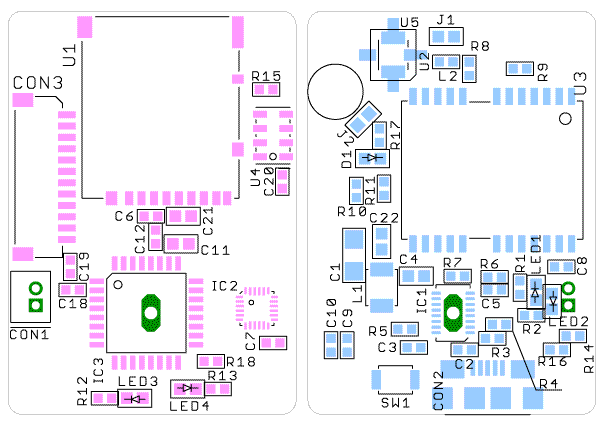 U1
CON3
R15
U4
C20
C6
C21
C12
C11
C19
C18
CON1
IC2
C7
IC3
R18
LED3
R13
R12
LED4
U5
J1
U2
R8
L2
R9
U3
J2
R17
D1
R11
R10
C22
LED1
C1
L1
C4
R7
R6
R1
C8
IC1
C5
C10
C9
R5
R2
LED2
C3
C2
R3
R16
R14
CON2
R4
SW1